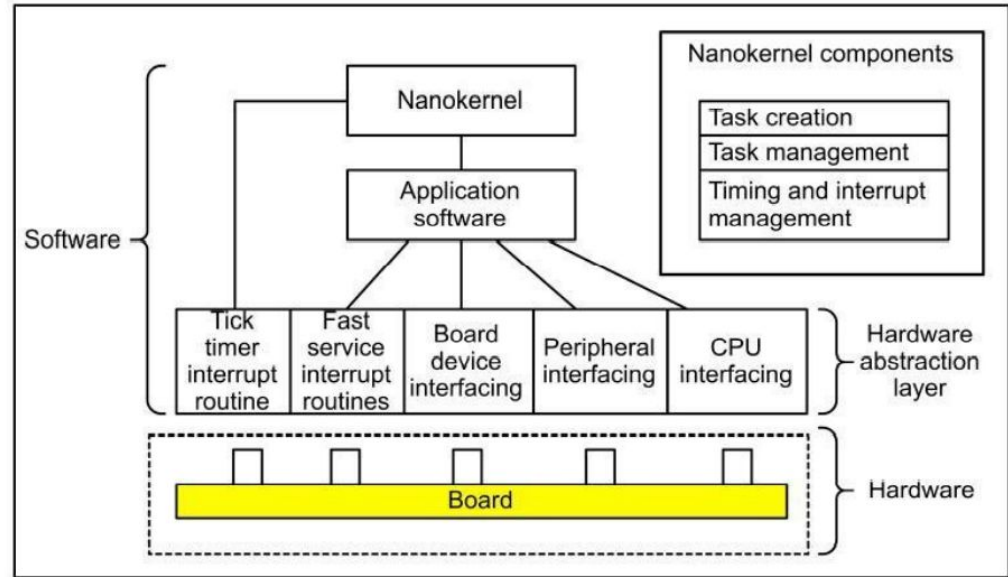 Nanokernel components
Task creation
Task management
Timing and interrupt
management
Nanokernel
Application
software
Software
Tick
timer
interrupt
routine
Fast
service
interrupt
routines
Board
device
interfacing
Peripheral
interfacing
CPU
interfacing
Hardware
abstraction
layer
Board
Hardware